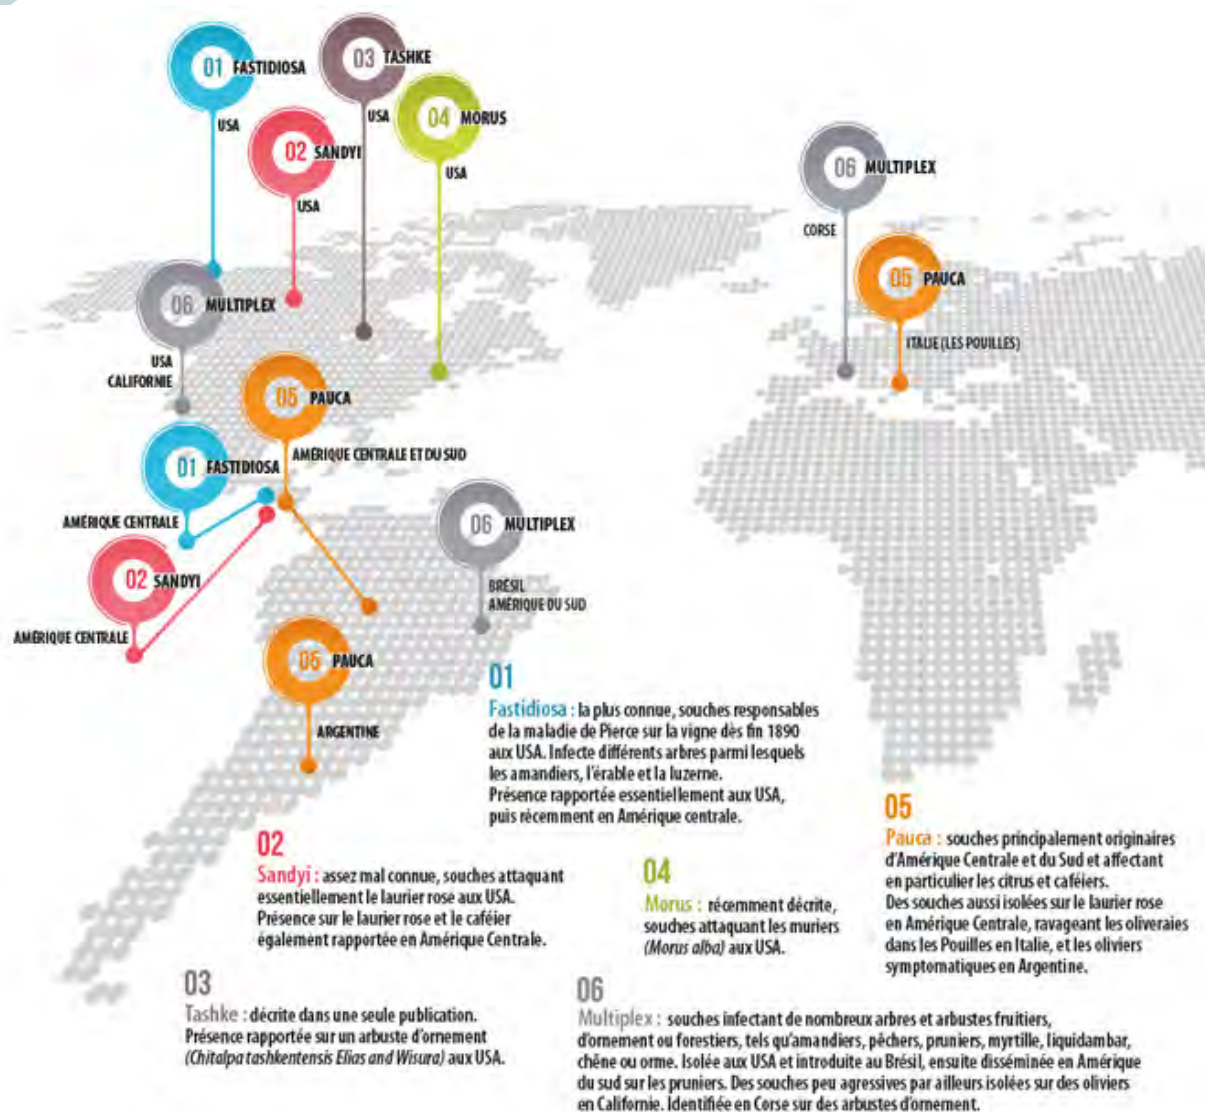 01 FASTIDIOSA
USA
03 TASHKE
USA
04 MORUS
USA
02 SANDYI
USA
06 MULTIPLEX
CORSE
05 PAUCA
ITALIE (LES POUILLES)
06 MULTIPLEX
USA
CALIFORNIE
05 PAUCA
AMÉRIQUE CENTRALE ET DU SUD
01 FASTIDIOSA
AMÉRIQUE CENTRALE
06 MULTIPLEX
BRÉSIL
AMÉRIQUE DU SUD
02 SANDYI
AMÉRIQUE CENTRALE
05 PAUCA
ARGENTINE
01
Fastidiosa : la plus connue, souches responsables
de la maladie de Pierce sur la vigne dès fin 1890
aux USA. Infecte différents arbres parmi lesquels
les amandiers, l'érable et la luzerne.
Présence rapportée essentiellement aux USA,
puis récemment en Amérique centrale.
02
Sandyi : assez mal connue, souches attaquant
essentiellement le laurier rose aux USA.
Présence sur le laurier rose et le caféier
également rapportée en Amérique Centrale.
04
Morus : récemment décrite,
souches attaquant les muriers
(Morus alba) aux USA.
05
Pauca : souches principalement originaires
d'Amérique Centrale et du Sud et affectant
en particulier les citrus et caféiers.
Des souches aussi isolées sur le laurier rose
en Amérique Centrale, ravageant les oliveraies
dans les Pouilles en Italie, et les oliviers
symptomatiques en Argentine.
03
Tashke : décrite dans une seule publication.
Présence rapportée sur un arbuste d'ornement
(Chitalpa tashkentensis Elias and Wisura) aux USA.
06
Multiplex : souches infectant de nombreux arbres et arbustes fruitiers,
d'ornement ou forestiers, tels qu'amandiers, pêchers, pruniers, myrtille, liquidambar,
chêne ou orme. Isolée aux USA et introduite au Brésil, ensuite disséminée en Amérique
du sud sur les pruniers. Des souches peu agressives par ailleurs isolées sur des oliviers
en Californie. Identifiée en Corse sur des arbustes d'ornement.